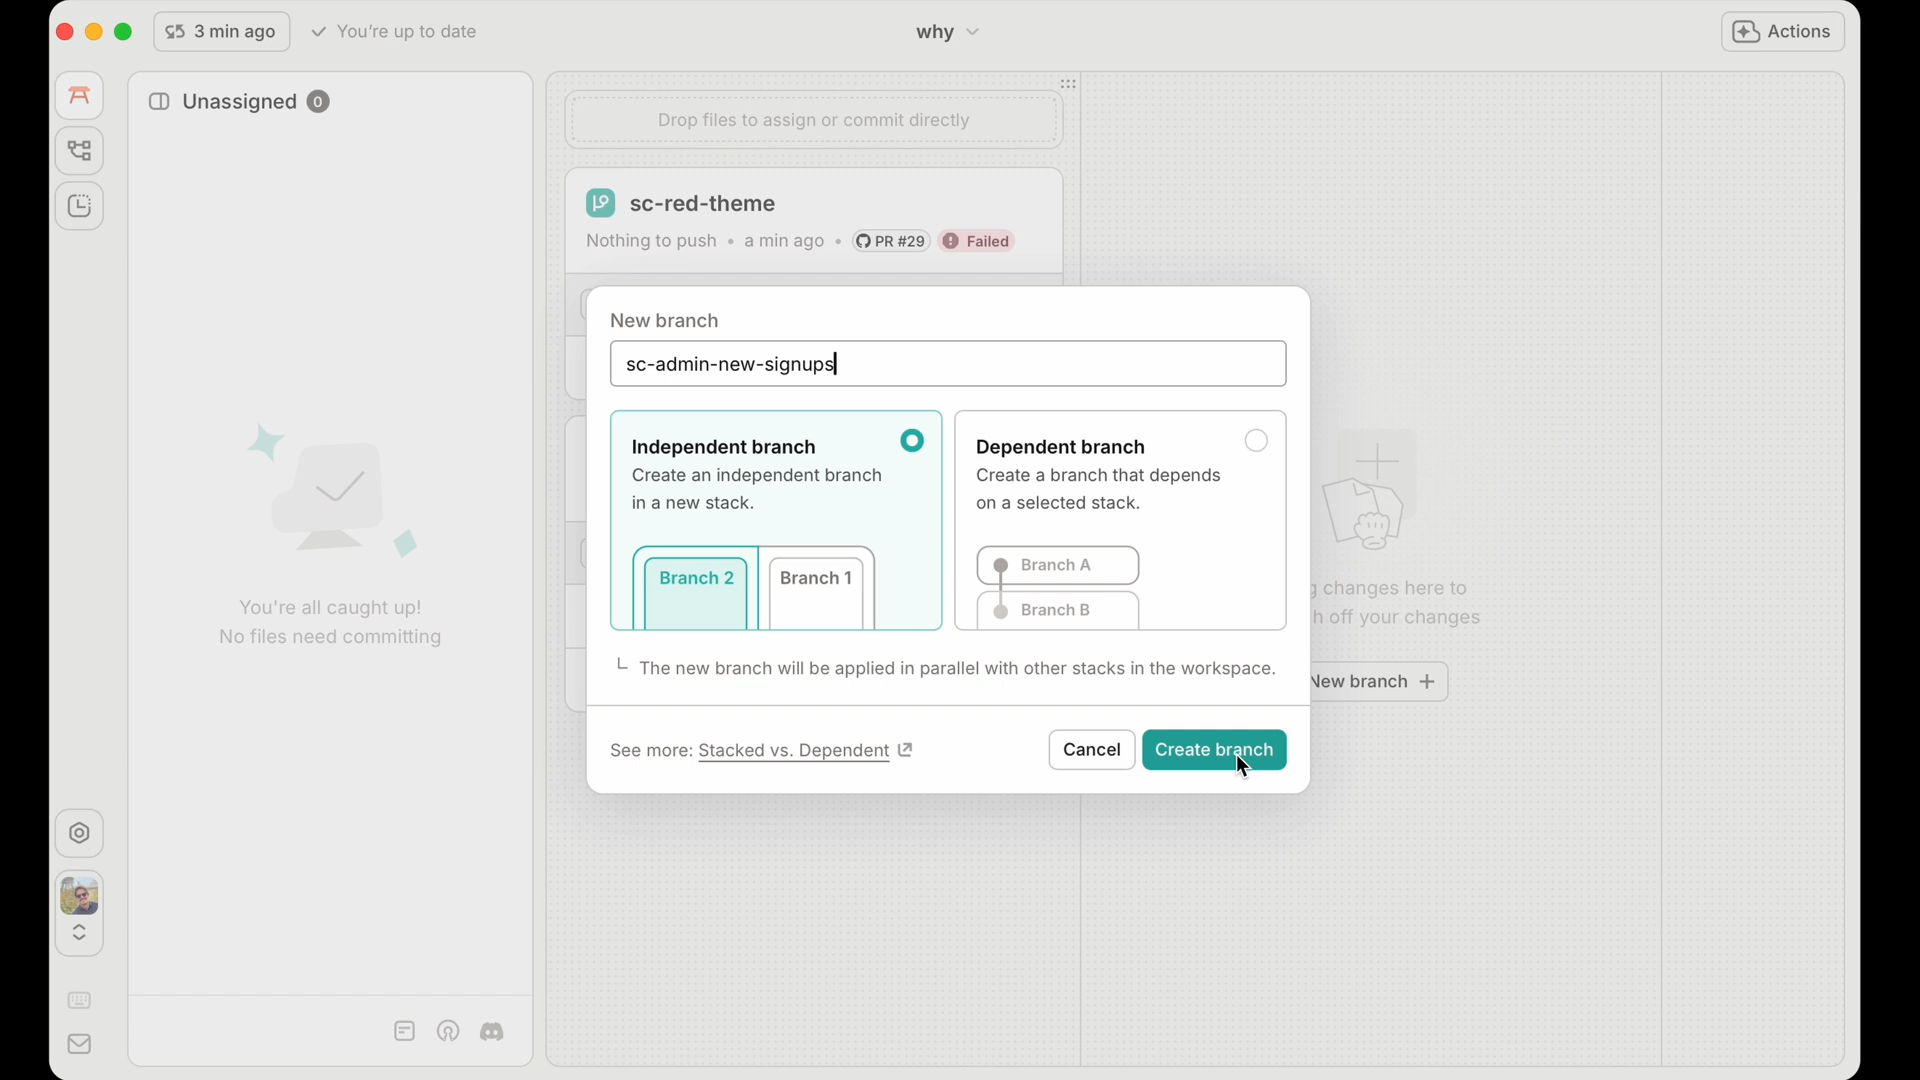 3 min ago
You're up to date
why
Actions
Unassigned 0
Drop files to assign or commit directly
sc-red-theme
Nothing to push • a min ago • PR #29 Failed
New branch
sc-admin-new-signups
Independent branch
Create an independent branch
in a new stack.
Branch 2
Branch 1
Dependent branch
Create a branch that depends
on a selected stack.
Branch A
Branch B
The new branch will be applied in parallel with other stacks in the workspace.
See more: Stacked vs. Dependent
Cancel
Create branch
You're all caught up!
No files need committing
changes here to
off your changes
New branch